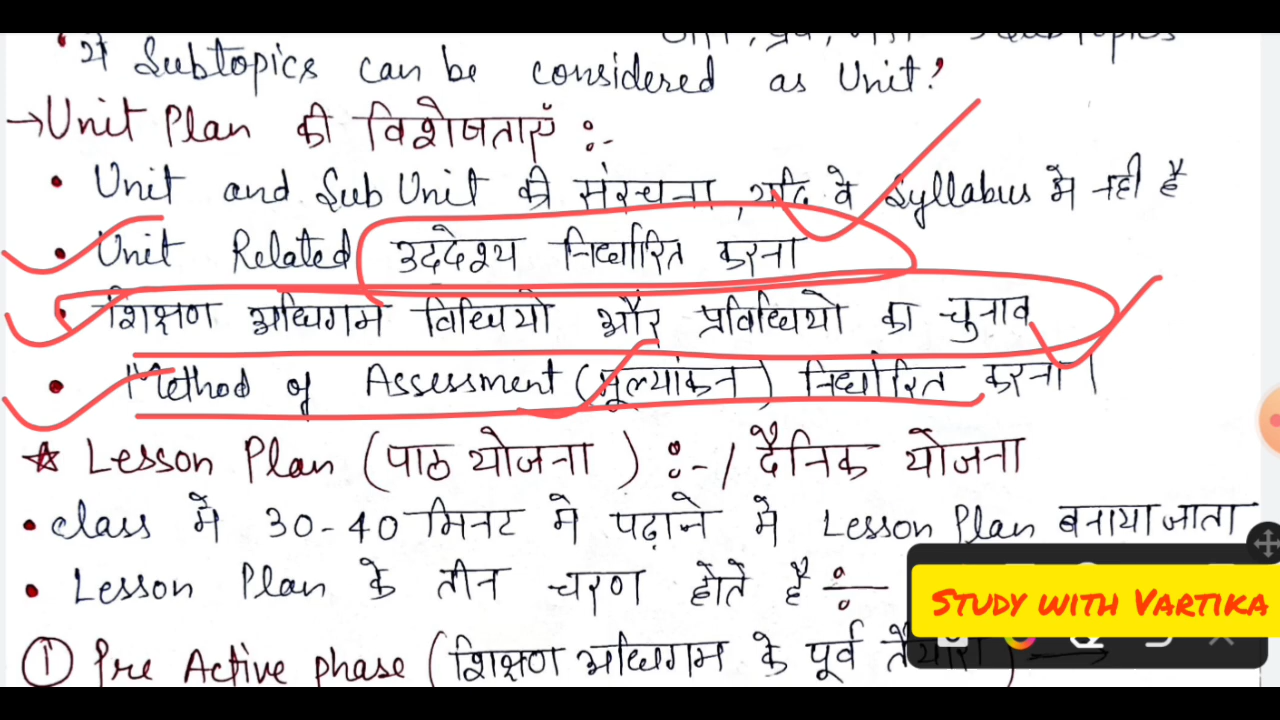 ये Subtopics can be considered as Unit!
→ Unit Plan की विशेषताएँ :-
• Unit and Sub Unit की संरचना, यदि वे Syllabus मे नही हैं
• Unit Related उददेश्य निर्धारित करना
• शिक्षण अधिगम विधियो और प्रविधियो का चुनाव
• Method of Assessment (मूल्यांकन) निर्धारित करना।
☆ Lesson Plan (पाठ योजना) :- / दैनिक योजना
• class में 30-40 मिनट मे पढ़ाने मे Lesson Plan बनाया जाता
• Lesson Plan के तीन चरण होते हैं :-
STUDY WITH VARTIKA
① Pre Active phase (शिक्षण अधिगम के पूर्व तैयारी)